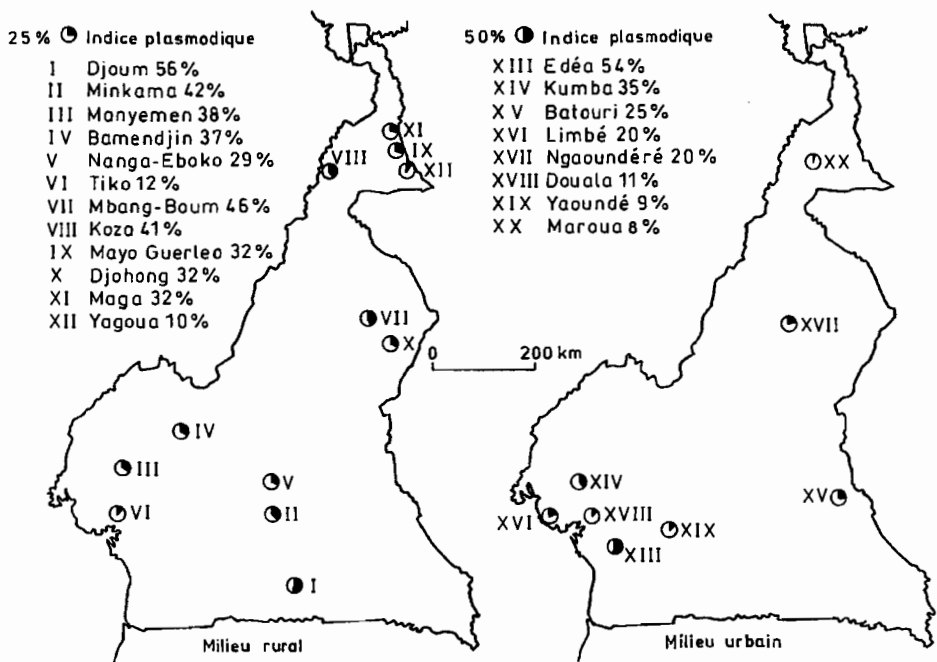 25% Indice plasmodique
I Djoum 56%
II Minkama 42%
III Manyemen 38%
IV Bamendjin 37%
V Nanga-Eboko 29%
VI Tiko 12%
VII Mbang-Boum 46%
VIII Koza 41%
IX Mayo Guerleo 32%
X Djohong 32%
XI Maga 32%
XII Yagoua 10%
XI
IX
VIII
XII
VII
X
IV
III
V
VI
II
I
Milieu rural
0 200 km
50% Indice plasmodique
XIII Edéa 54%
XIV Kumba 35%
XV Batouri 25%
XVI Limbé 20%
XVII Ngaoundéré 20%
XVIII Douala 11%
XIX Yaoundé 9%
XX Maroua 8%
XX
XVII
XIV
XV
XVI
XVIII
XIX
XIII
Milieu urbain